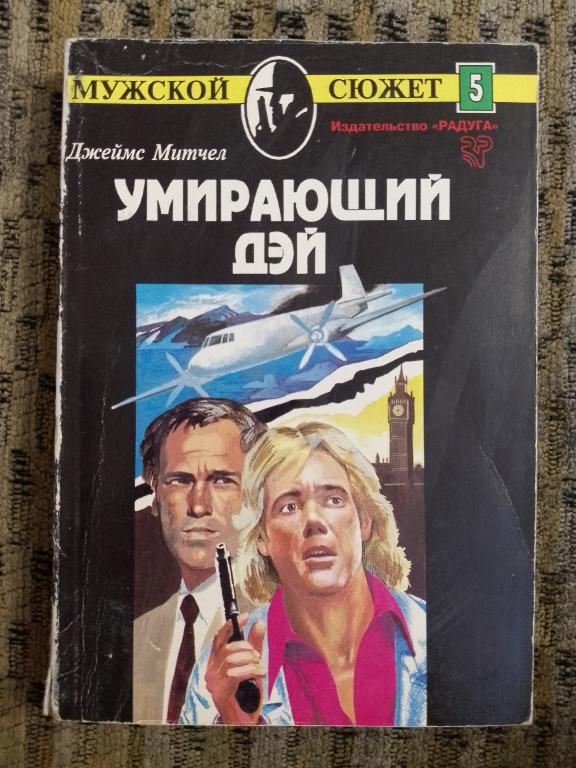 МУЖСКОЙ СЮЖЕТ 5
Издательство «РАДУГА»
Джеймс Митчел
УМИРАЮЩИЙ
ДЭЙ